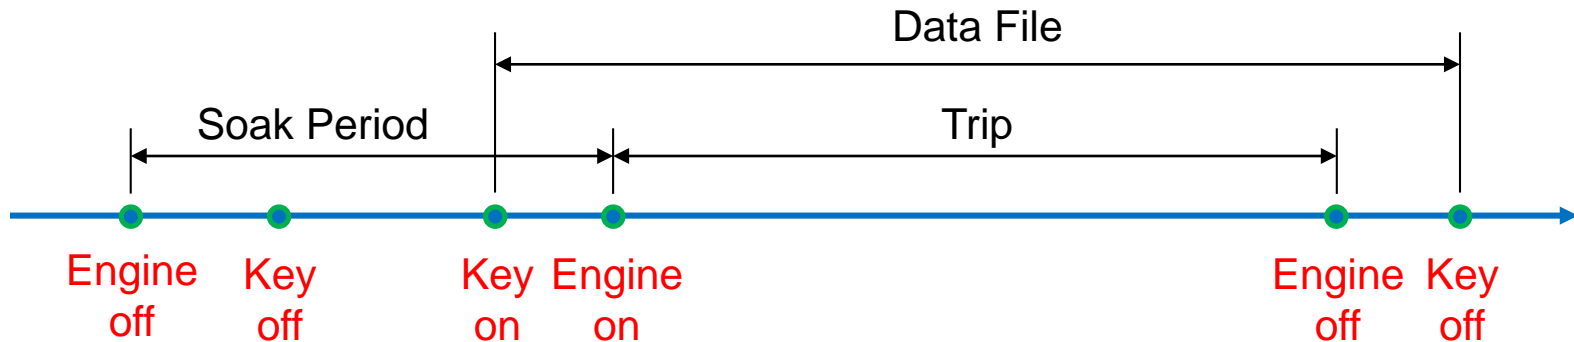 Data File
Soak Period
Trip
Engine off
Key off
Key on
Engine on
Engine off
Key off